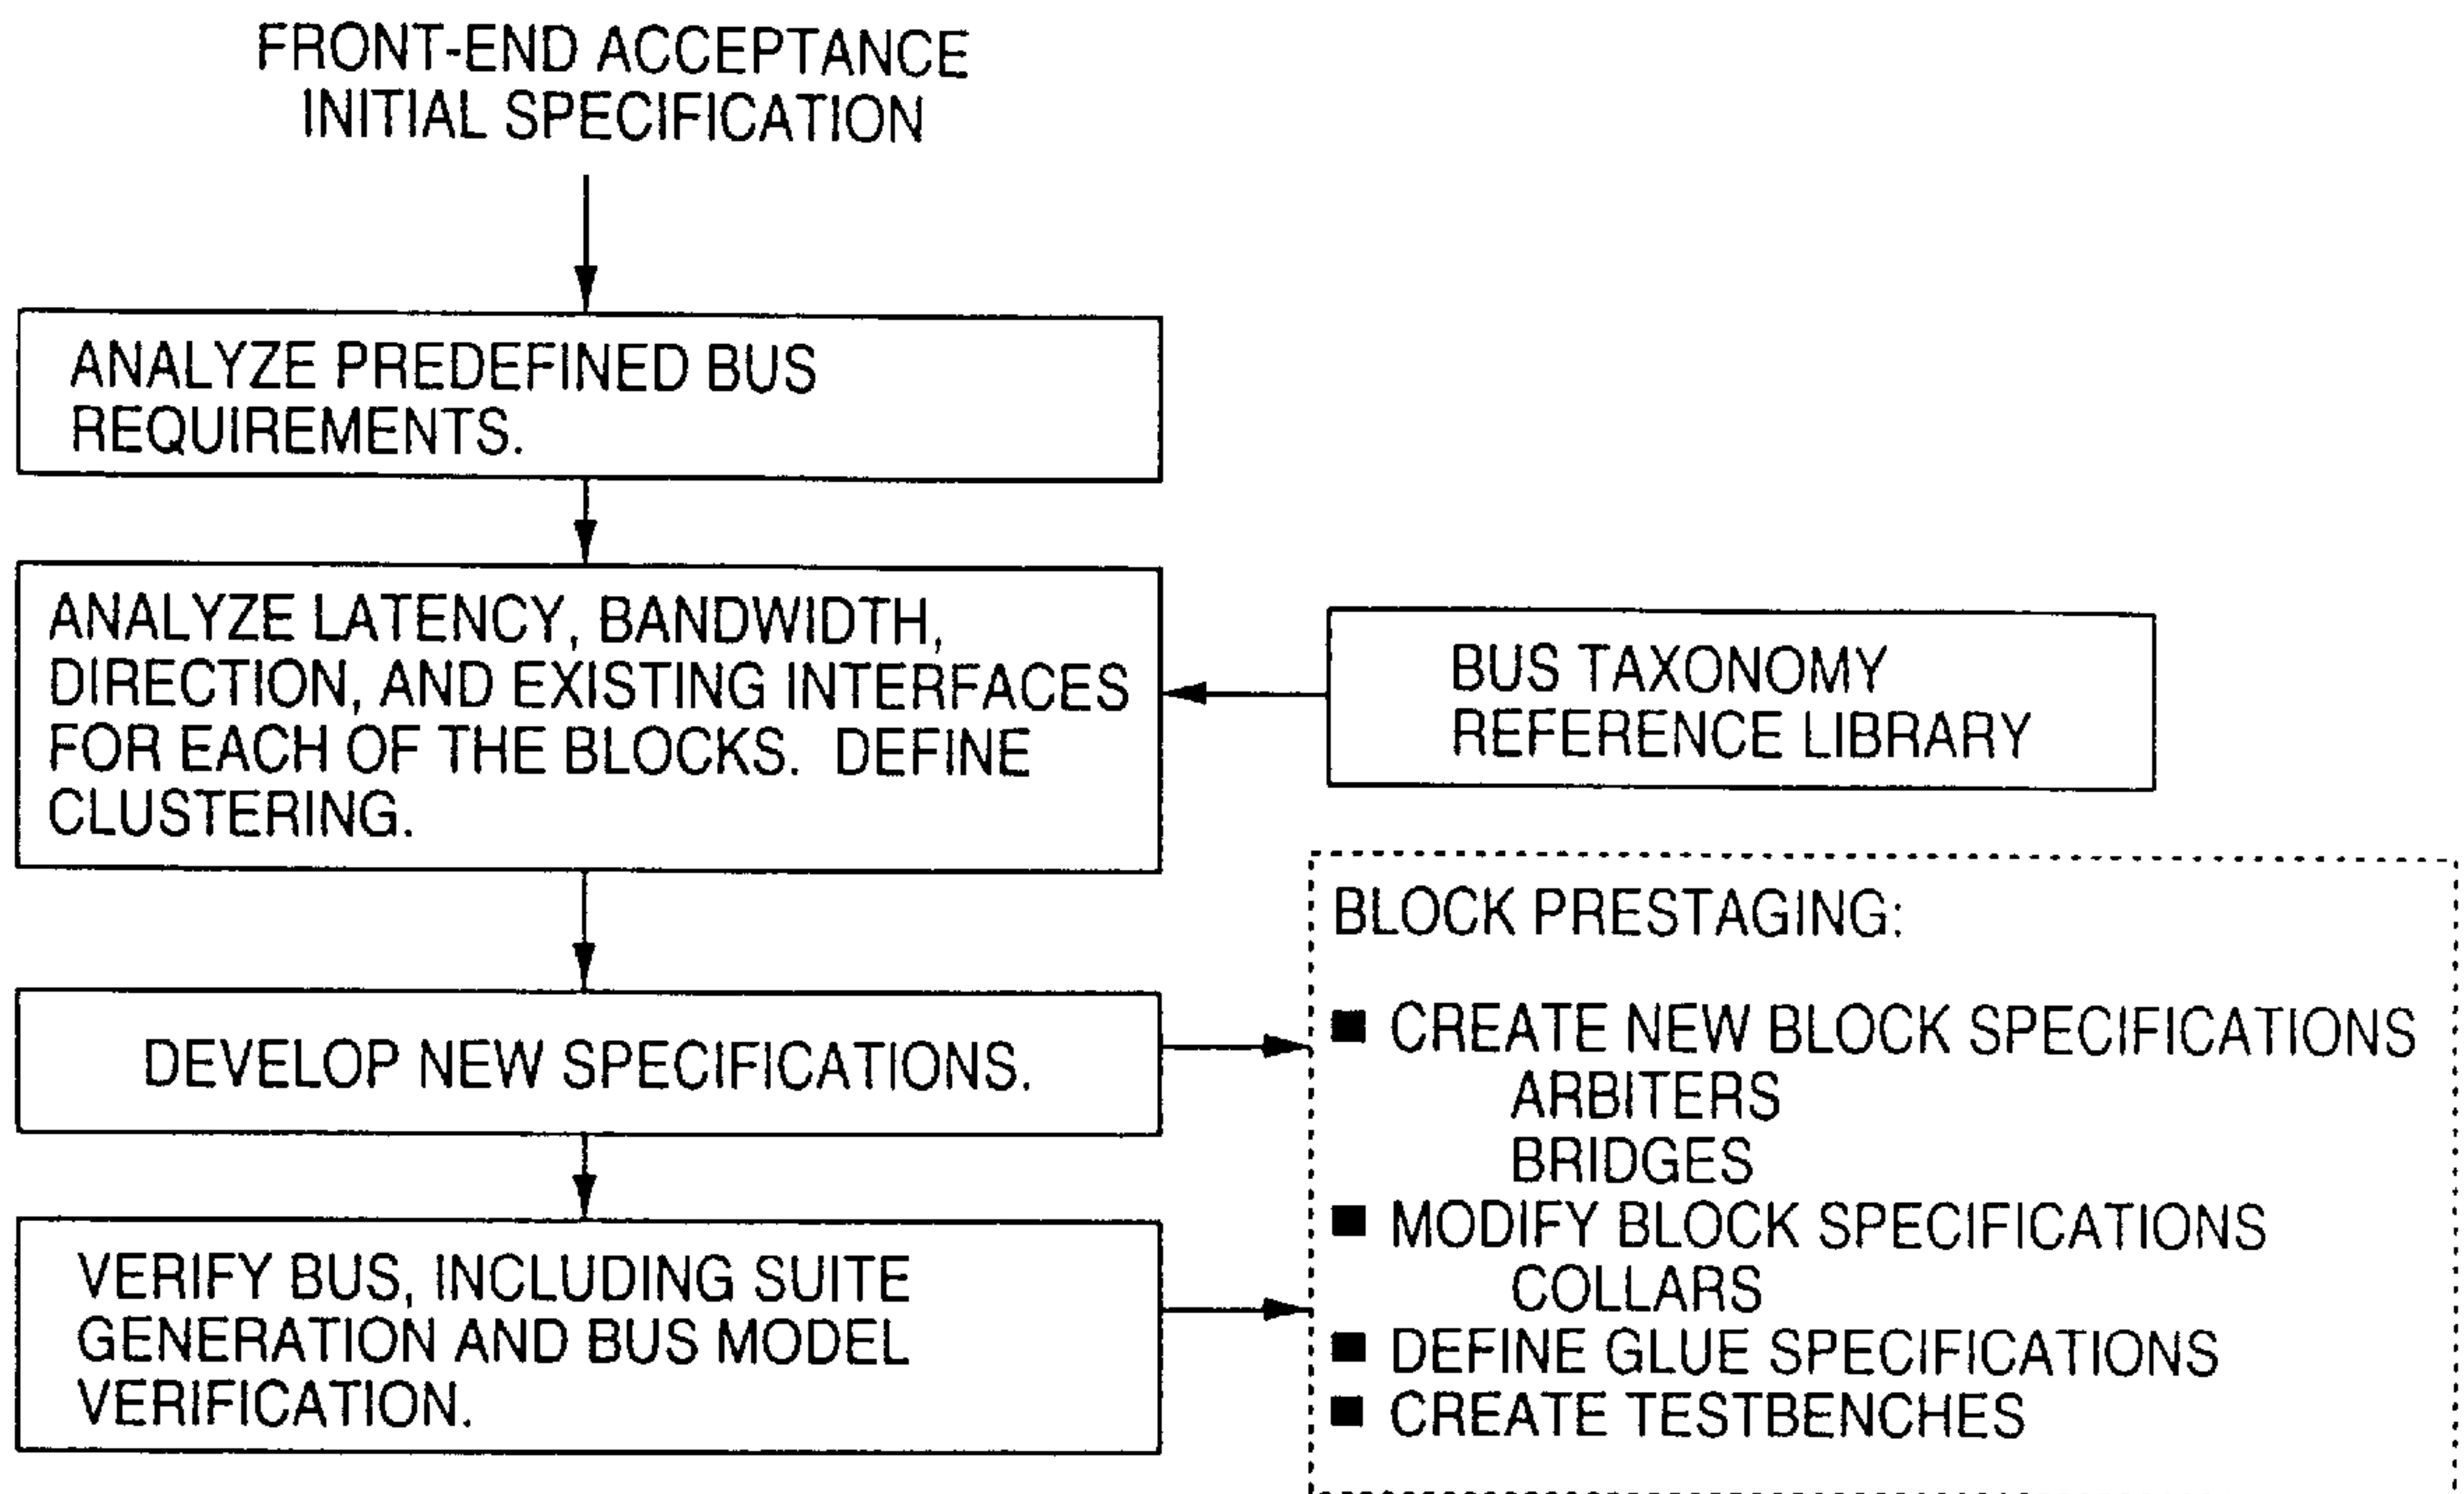 FRONT-END ACCEPTANCE
INITIAL SPECIFICATION
ANALYZE PREDEFINED BUS
REQUIREMENTS.
ANALYZE LATENCY, BANDWIDTH,
DIRECTION, AND EXISTING INTERFACES
FOR EACH OF THE BLOCKS. DEFINE
CLUSTERING.
BUS TAXONOMY
REFERENCE LIBRARY
DEVELOP NEW SPECIFICATIONS.
VERIFY BUS, INCLUDING SUITE
GENERATION AND BUS MODEL
VERIFICATION.
BLOCK PRESTAGING:
■ CREATE NEW BLOCK SPECIFICATIONS
ARBITERS
BRIDGES
■ MODIFY BLOCK SPECIFICATIONS
COLLARS
■ DEFINE GLUE SPECIFICATIONS
■ CREATE TESTBENCHES